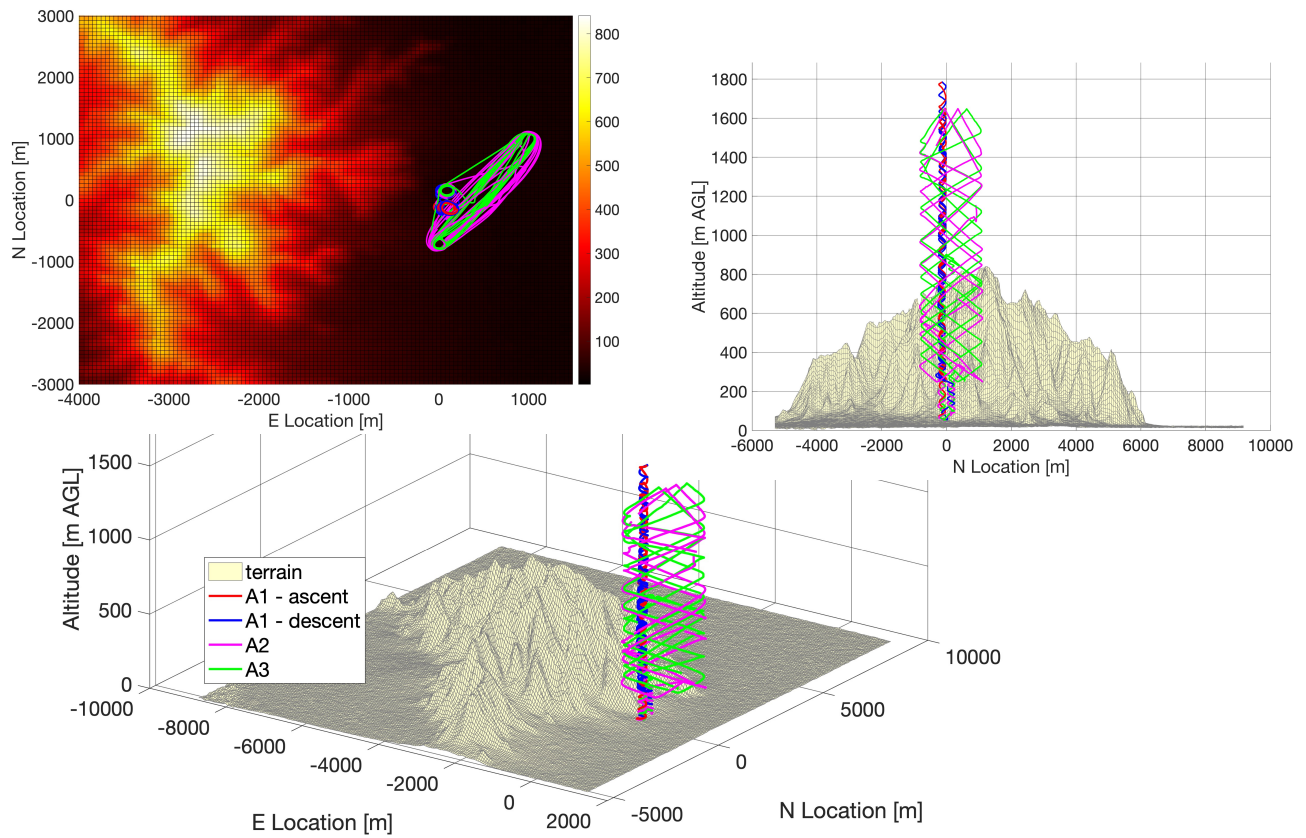 3000
2000
1000
0
-1000
-2000
-3000
N Location [m]
-4000 -3000 -2000 -1000 0 1000
E Location [m]
800
700
600
500
400
300
200
100
1800
1600
1400
1200
1000
800
600
400
200
0
Altitude [m AGL]
-6000 -4000 -2000 0 2000 4000 6000 8000 10000
N Location [m]
1500
1000
500
0
Altitude [m AGL]
terrain
A1 - ascent
A1 - descent
A2
A3
-10000
-8000
-6000
-4000
-2000
0
2000
E Location [m]
10000
5000
0
-5000
N Location [m]